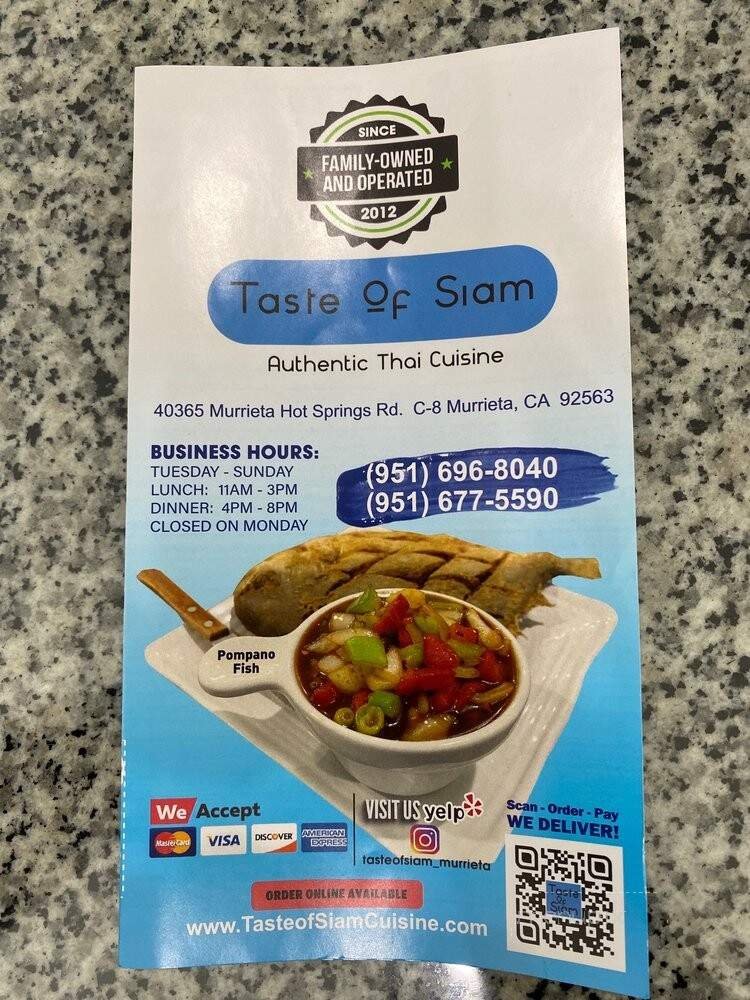 SINCE
FAMILY-OWNED
AND OPERATED
2012
Taste Of Siam
Authentic Thai Cuisine
40365 Murrieta Hot Springs Rd. C-8 Murrieta, CA 92563
BUSINESS HOURS:
TUESDAY - SUNDAY
LUNCH: 11AM - 3PM
DINNER: 4PM - 8PM
CLOSED ON MONDAY
(951) 696-8040
(951) 677-5590
Pompano
Fish
We Accept
MasterCard
VISA
DISCOVER
AMERICAN
EXPRESS
VISIT US yelp
tasteofsiam_murrieta
Scan - Order - Pay
WE DELIVER!
Taste
Of
Siam
ORDER ONLINE AVAILABLE
www.TasteofSiamCuisine.com